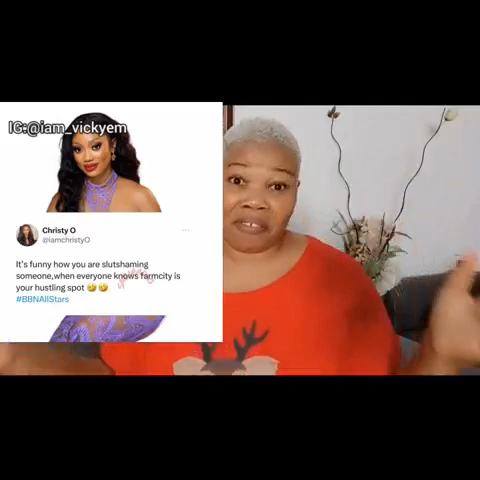 IG:@iam_vickyem
Christy O
@iamchristyO
It's funny how you are slutshaming
someone,when everyone knows farmcity is
your hustling spot 🤣🤣
#BBNAllStars